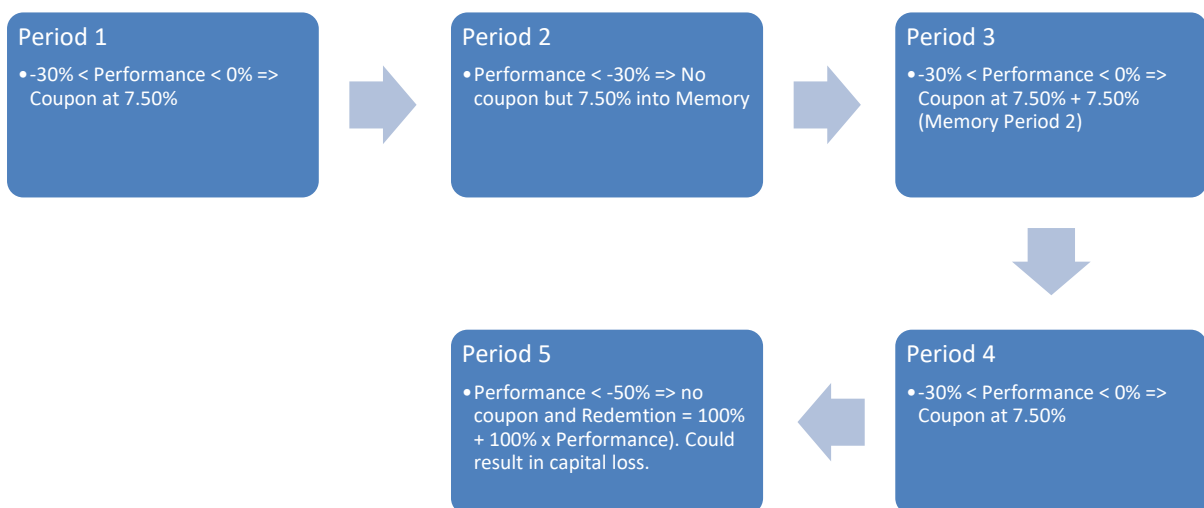 Period 1
•-30% < Performance < 0% =>
Coupon at 7.50%
Period 2
•Performance < -30% => No
coupon but 7.50% into Memory
Period 3
•-30% < Performance < 0% =>
Coupon at 7.50% + 7.50%
(Memory Period 2)
Period 4
•-30% < Performance < 0% =>
Coupon at 7.50%
Period 5
•Performance < -50% => no
coupon and Redemtion = 100%
+ 100% x Performance). Could
result in capital loss.